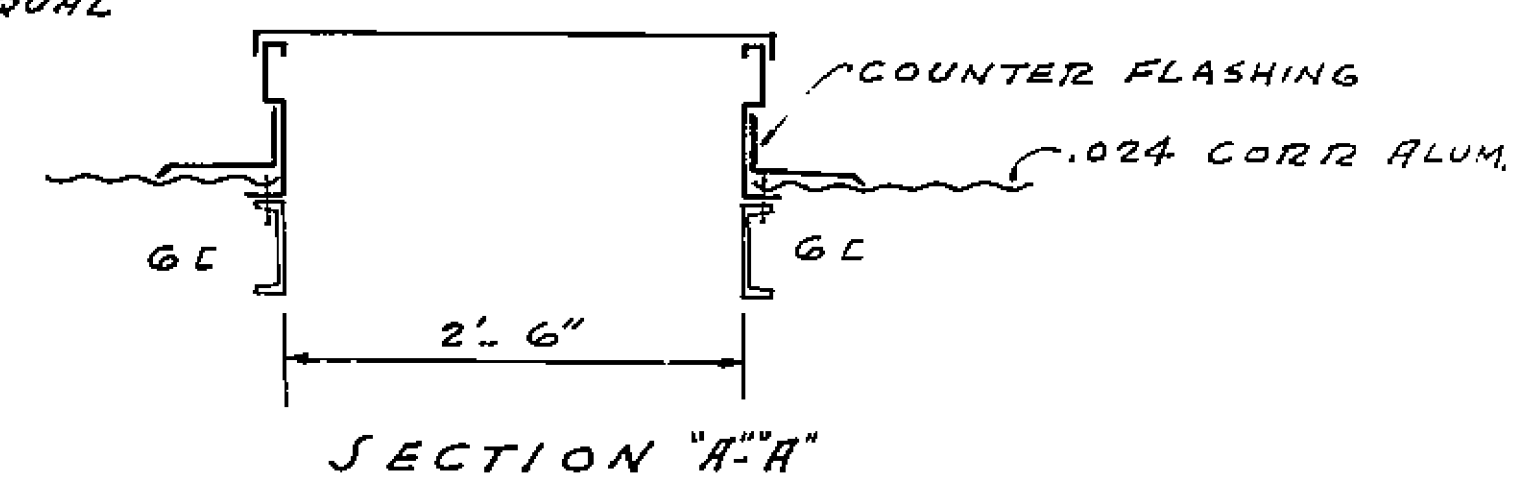 COUNTER FLASHING
.024 CORR ALUM.
6 [
6 [
2'- 6"
SECTION "A"-"A"